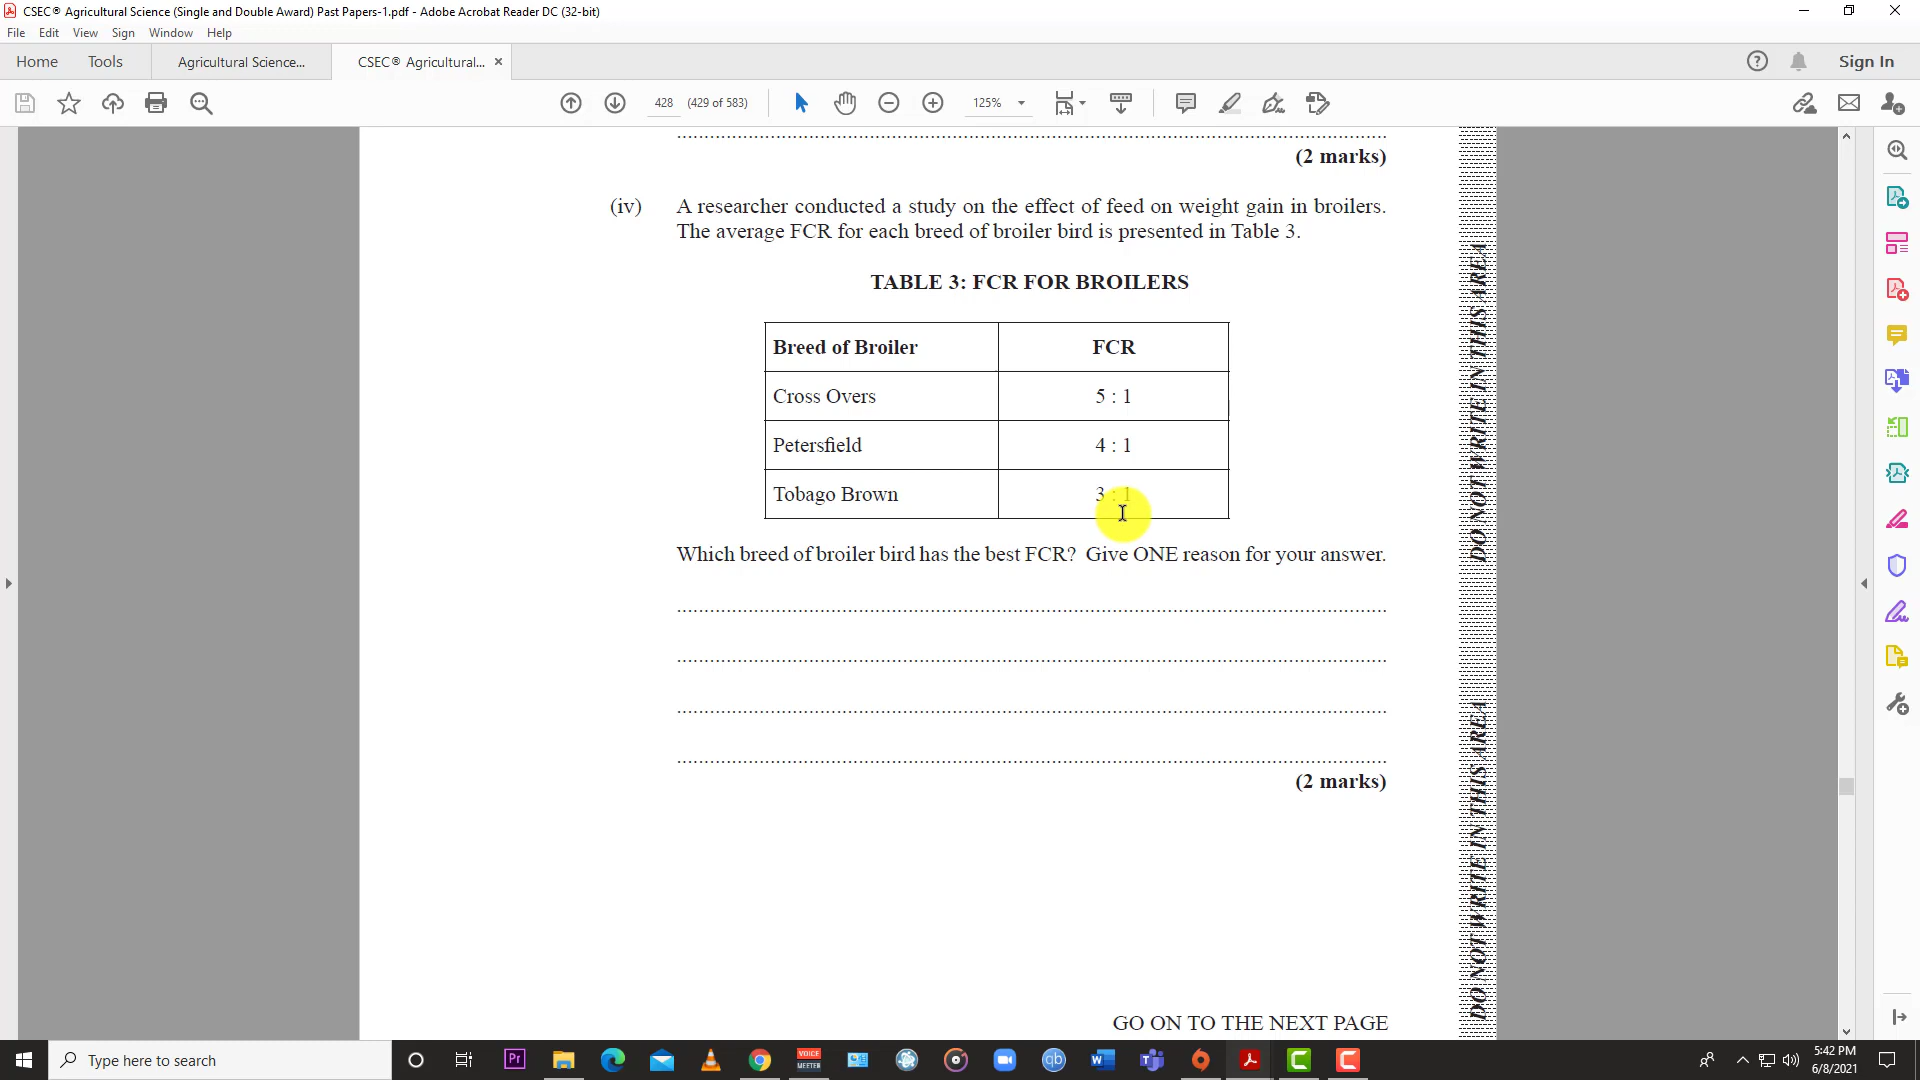 CSEC® Agricultural Science (Single and Double Award) Past Papers-1.pdf - Adobe Acrobat Reader DC (32-bit)
File Edit View Sign Window Help
Home Tools Agricultural Science... CSEC® Agricultural... Sign In
428 (429 of 583) 125%
(2 marks)
(iv) A researcher conducted a study on the effect of feed on weight gain in broilers.
The average FCR for each breed of broiler bird is presented in Table 3.
TABLE 3: FCR FOR BROILERS
Breed of Broiler FCR
Cross Overs 5 : 1
Petersfield 4 : 1
Tobago Brown 3 : 1
Which breed of broiler bird has the best FCR? Give ONE reason for your answer.
(2 marks)
GO ON TO THE NEXT PAGE
DO NOT WRITE IN THIS AREA
DO NOT WRITE IN THIS AREA
Type here to search
Pr
VOICE
MEETER
qb
5:42 PM
6/8/2021